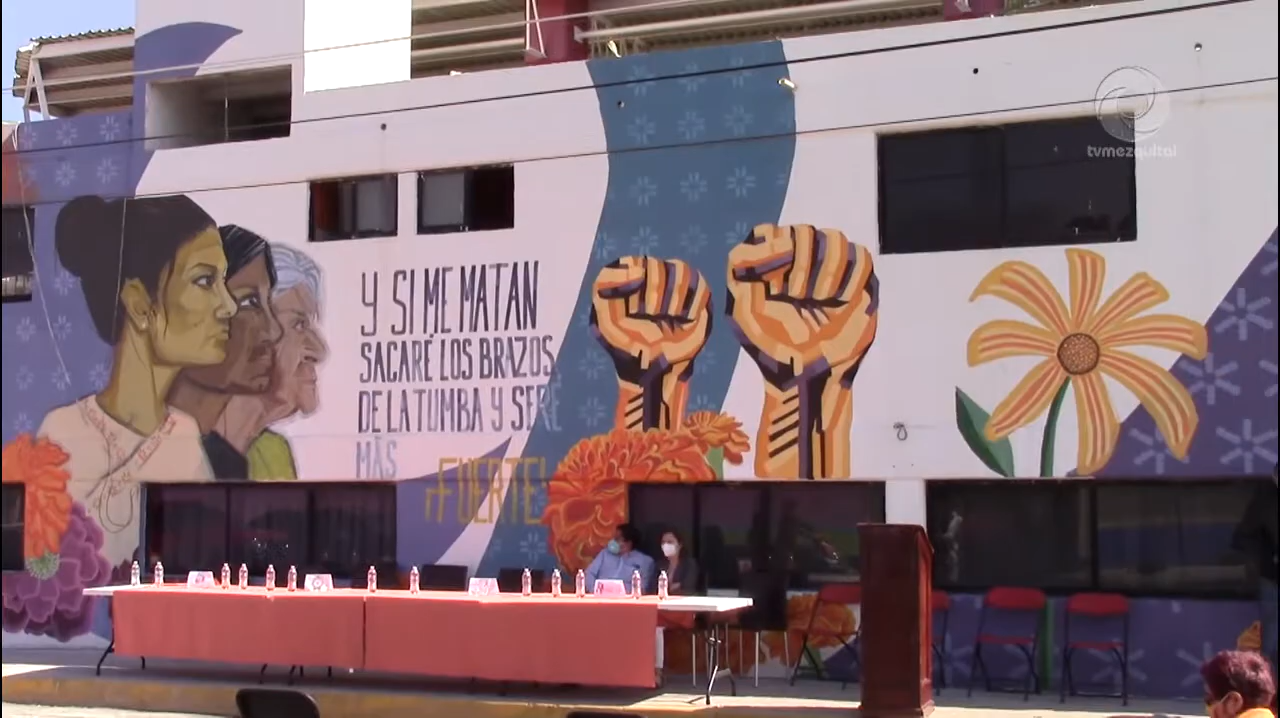 tvmezquital
Y SI ME MATAN
SACARÉ LOS BRAZOS
DE LA TUMBA Y SERÉ
MÁS
¡FUERTE!